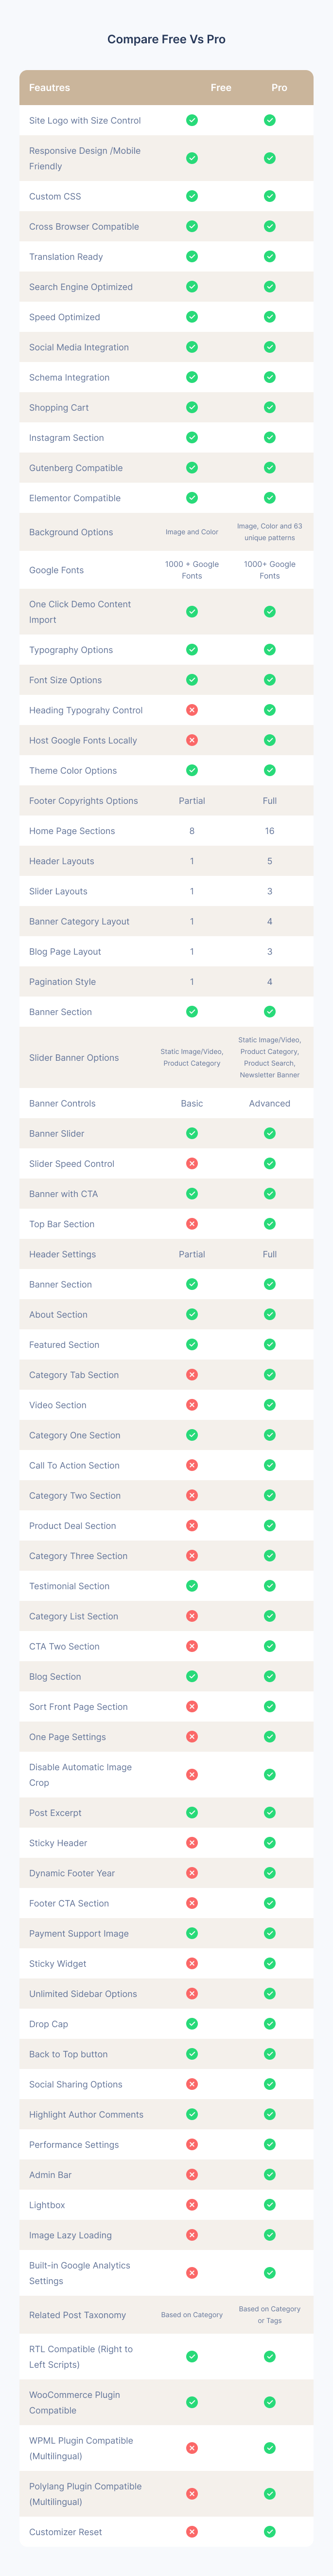 Compare Free Vs Pro
Feautres Free Pro
Site Logo with Size Control
Responsive Design /Mobile
Friendly
Custom CSS
Cross Browser Compatible
Translation Ready
Search Engine Optimized
Speed Optimized
Social Media Integration
Schema Integration
Shopping Cart
Instagram Section
Gutenberg Compatible
Elementor Compatible
Background Options Image and Color Image, Color and 63
unique patterns
Google Fonts 1000 + Google 1000+ Google
Fonts Fonts
One Click Demo Content
Import
Typography Options
Font Size Options
Heading Typograhy Control
Host Google Fonts Locally
Theme Color Options
Footer Copyrights Options Partial Full
Home Page Sections 8 16
Header Layouts 1 5
Slider Layouts 1 3
Banner Category Layout 1 4
Blog Page Layout 1 3
Pagination Style 1 4
Banner Section
Slider Banner Options Static Image/Video, Static Image/Video,
Product Category Product Category,
Product Search,
Newsletter Banner
Banner Controls Basic Advanced
Banner Slider
Slider Speed Control
Banner with CTA
Top Bar Section
Header Settings Partial Full
Banner Section
About Section
Featured Section
Category Tab Section
Video Section
Category One Section
Call To Action Section
Category Two Section
Product Deal Section
Category Three Section
Testimonial Section
Category List Section
CTA Two Section
Blog Section
Sort Front Page Section
One Page Settings
Disable Automatic Image
Crop
Post Excerpt
Sticky Header
Dynamic Footer Year
Footer CTA Section
Payment Support Image
Sticky Widget
Unlimited Sidebar Options
Drop Cap
Back to Top button
Social Sharing Options
Highlight Author Comments
Performance Settings
Admin Bar
Lightbox
Image Lazy Loading
Built-in Google Analytics
Settings
Related Post Taxonomy Based on Category Based on Category
or Tags
RTL Compatible (Right to
Left Scripts)
WooCommerce Plugin
Compatible
WPML Plugin Compatible
(Multilingual)
Polylang Plugin Compatible
(Multilingual)
Customizer Reset